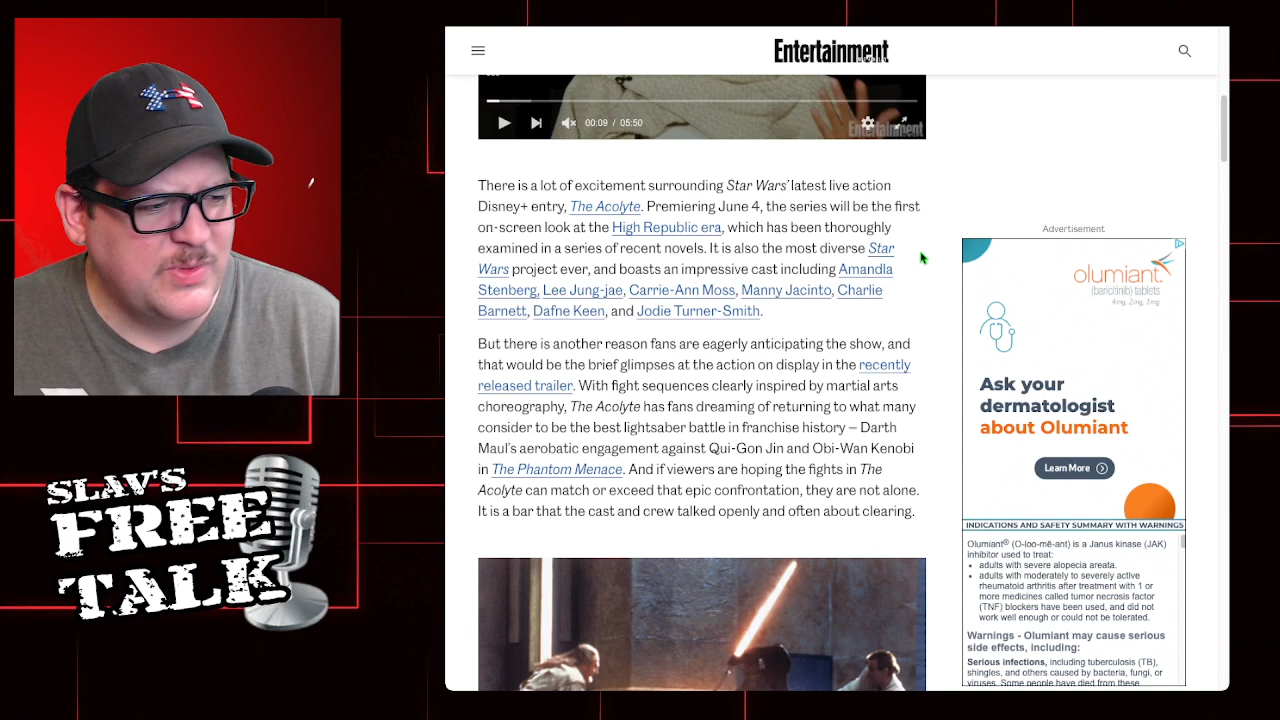 SLAV'S
FREE
TALK
Entertainment
00:09 / 05:50
Entertainment
There is a lot of excitement surrounding Star Wars' latest live action
Disney+ entry, The Acolyte. Premiering June 4, the series will be the first
on-screen look at the High Republic era, which has been thoroughly
examined in a series of recent novels. It is also the most diverse Star
Wars project ever, and boasts an impressive cast including Amandla
Stenberg, Lee Jung-jae, Carrie-Ann Moss, Manny Jacinto, Charlie
Barnett, Dafne Keen, and Jodie Turner-Smith.
But there is another reason fans are eagerly anticipating the show, and
that would be the brief glimpses at the action on display in the recently
released trailer. With fight sequences clearly inspired by martial arts
choreography, The Acolyte has fans dreaming of returning to what many
consider to be the best lightsaber battle in franchise history — Darth
Maul's aerobatic engagement against Qui-Gon Jin and Obi-Wan Kenobi
in The Phantom Menace. And if viewers are hoping the fights in The
Acolyte can match or exceed that epic confrontation, they are not alone.
It is a bar that the cast and crew talked openly and often about clearing.
Advertisement
olumiant
(baricitinib) tablets
4mg, 2mg, 1mg
Ask your
dermatologist
about Olumiant
Learn More
INDICATIONS AND SAFETY SUMMARY WITH WARNINGS
Olumiant® (O-loo-mē-ant) is a Janus kinase (JAK)
inhibitor used to treat:
• adults with severe alopecia areata.
• adults with moderately to severely active
rheumatoid arthritis after treatment with 1 or
more medicines called tumor necrosis factor
(TNF) blockers have been used, and did not
work well enough or could not be tolerated.
Warnings - Olumiant may cause serious
side effects, including:
Serious infections, including tuberculosis (TB),
shingles, and others caused by bacteria, fungi, or
viruses. Some people have died from these